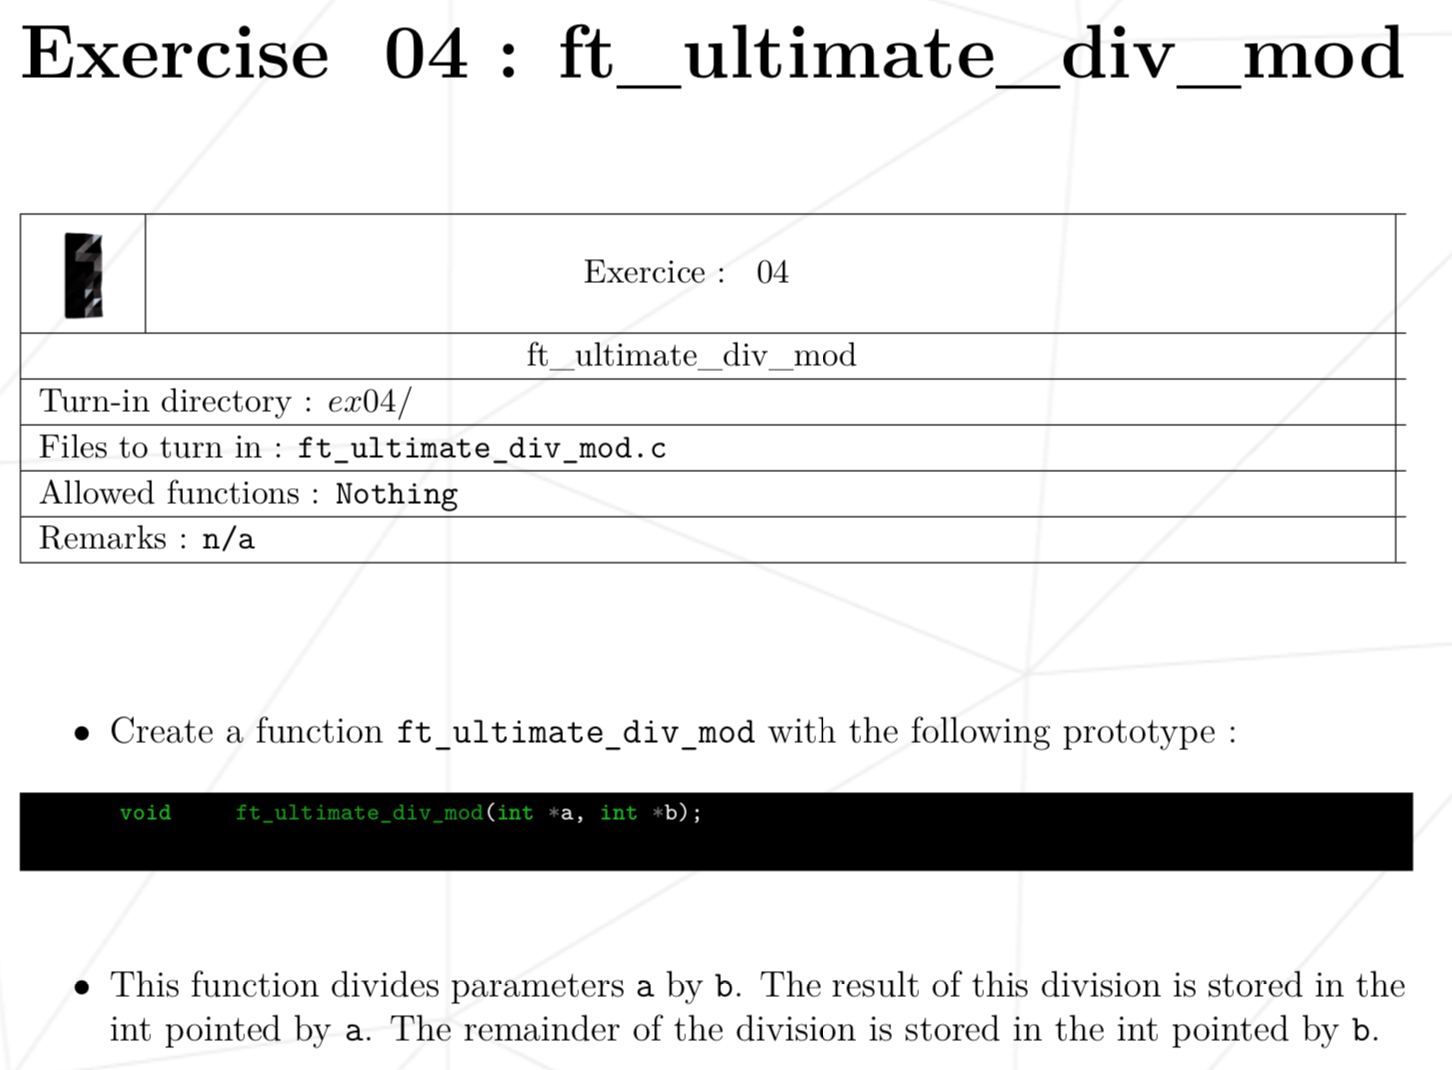 Exercise 04 : ft_ultimate_div_mod
Exercice : 04
ft_ultimate_div_mod
Turn-in directory : ex04/
Files to turn in : ft_ultimate_div_mod.c
Allowed functions : Nothing
Remarks : n/a
• Create a function ft_ultimate_div_mod with the following prototype :
void ft_ultimate_div_mod(int *a, int *b);
• This function divides parameters a by b. The result of this division is stored in the
int pointed by a. The remainder of the division is stored in the int pointed by b.